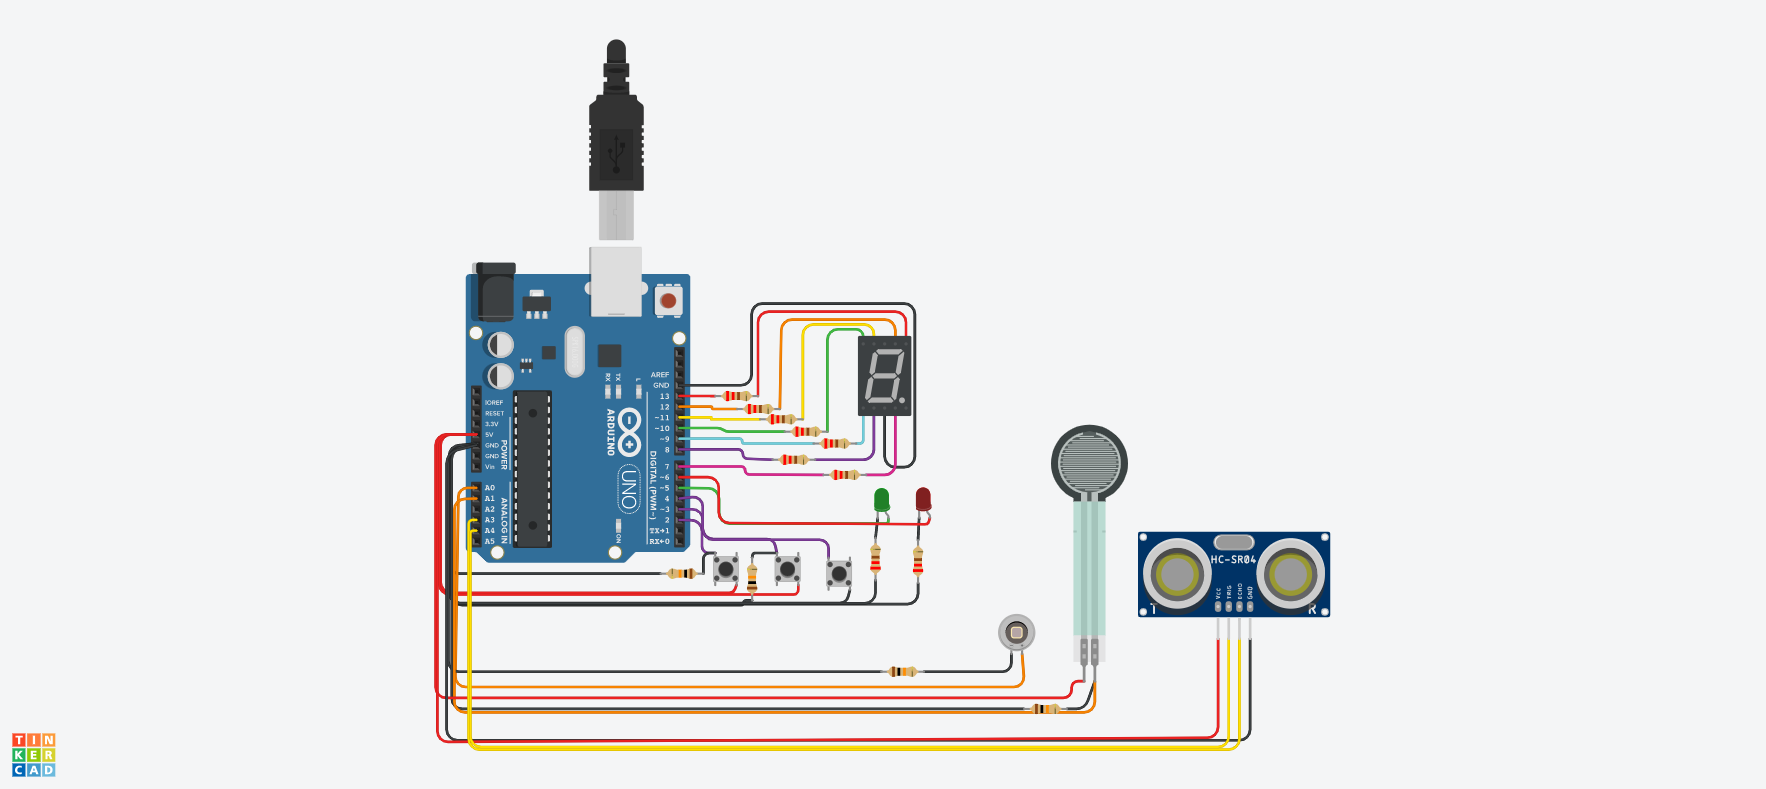 AREF
GND
13
12
~11
~10
~9
8
7
~6
~5
4
~3
2
TX→1
RX←0
RX
TX
L
ARDUINO
UNO
ON
DIGITAL (PWM~)
IOREF
RESET
3.3V
5V
GND
GND
Vin
POWER
A0
A1
A2
A3
A4
A5
ANALOG IN
HC-SR04
VCC
TRIG
ECHO
GND
T
R
TIN
KER
CAD